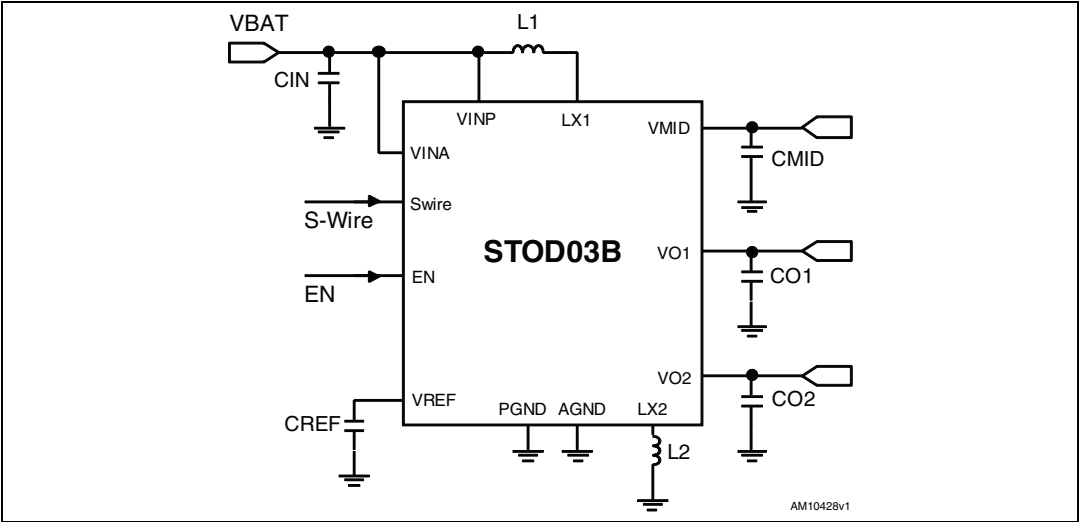 VBAT
L1
CIN
VINP
LX1
VMID
CMID
VINA
Swire
S-Wire
STOD03B
VO1
CO1
EN
EN
VO2
CO2
VREF
CREF
PGND
AGND
LX2
L2
AM10428v1